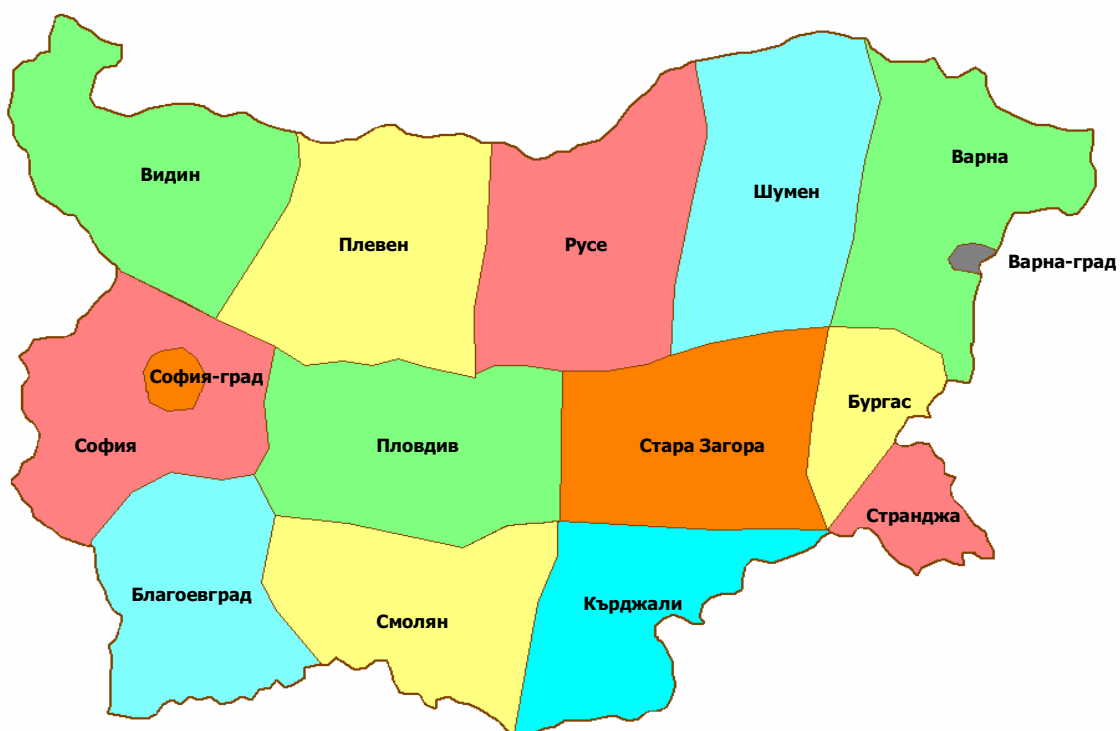 Видин
Варна
Шумен
Плевен
Русе
Варна-град
София-град
Бургас
София
Пловдив
Стара Загора
Странджа
Благоевград
Кърджали
Смолян